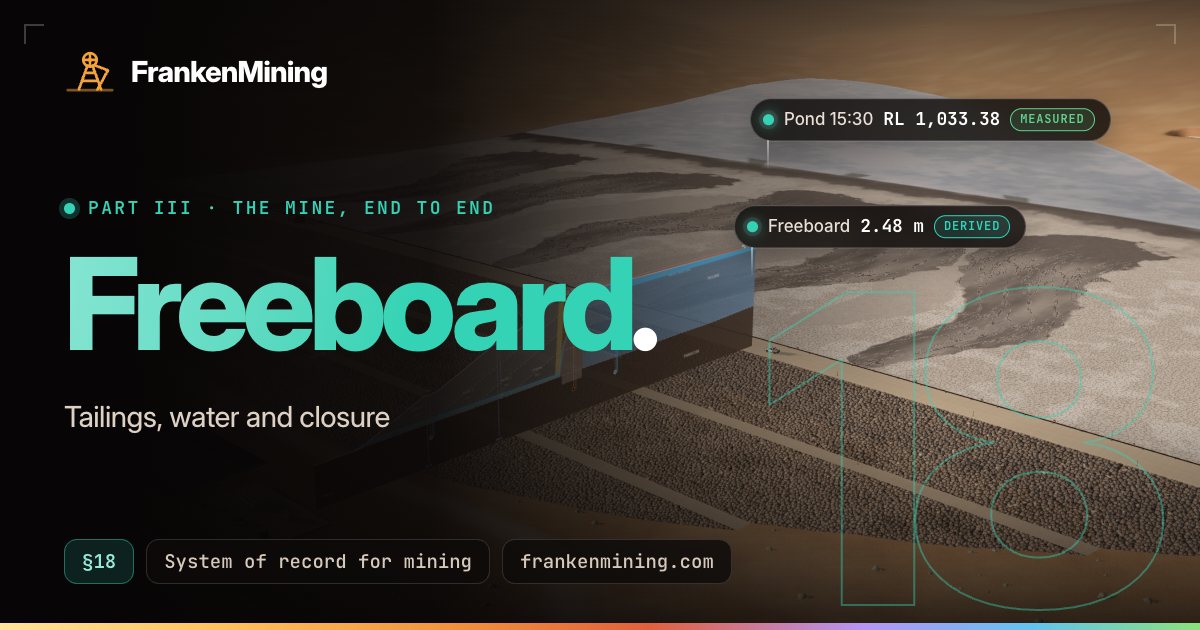 FrankenMining
Pond 15:30 RL 1,033.38 MEASURED
PART III · THE MINE, END TO END
Freeboard 2.48 m DERIVED
Freeboard.
Tailings, water and closure
18
§18
System of record for mining
frankenmining.com